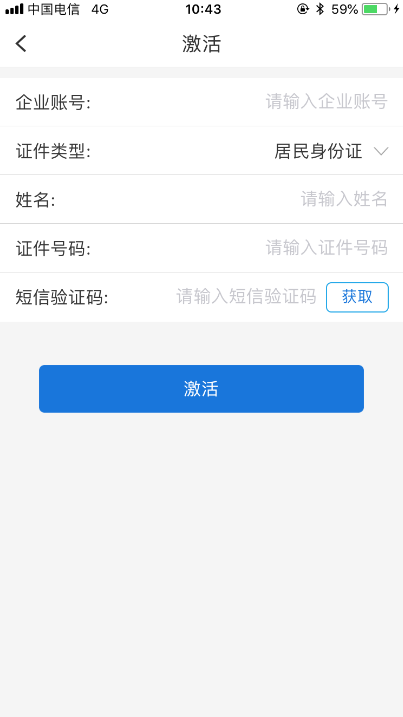 中国电信 4G 10:43 59%
激活
企业账号: 请输入企业账号
证件类型: 居民身份证
姓名: 请输入姓名
证件号码: 请输入证件号码
短信验证码: 请输入短信验证码 获取
激活